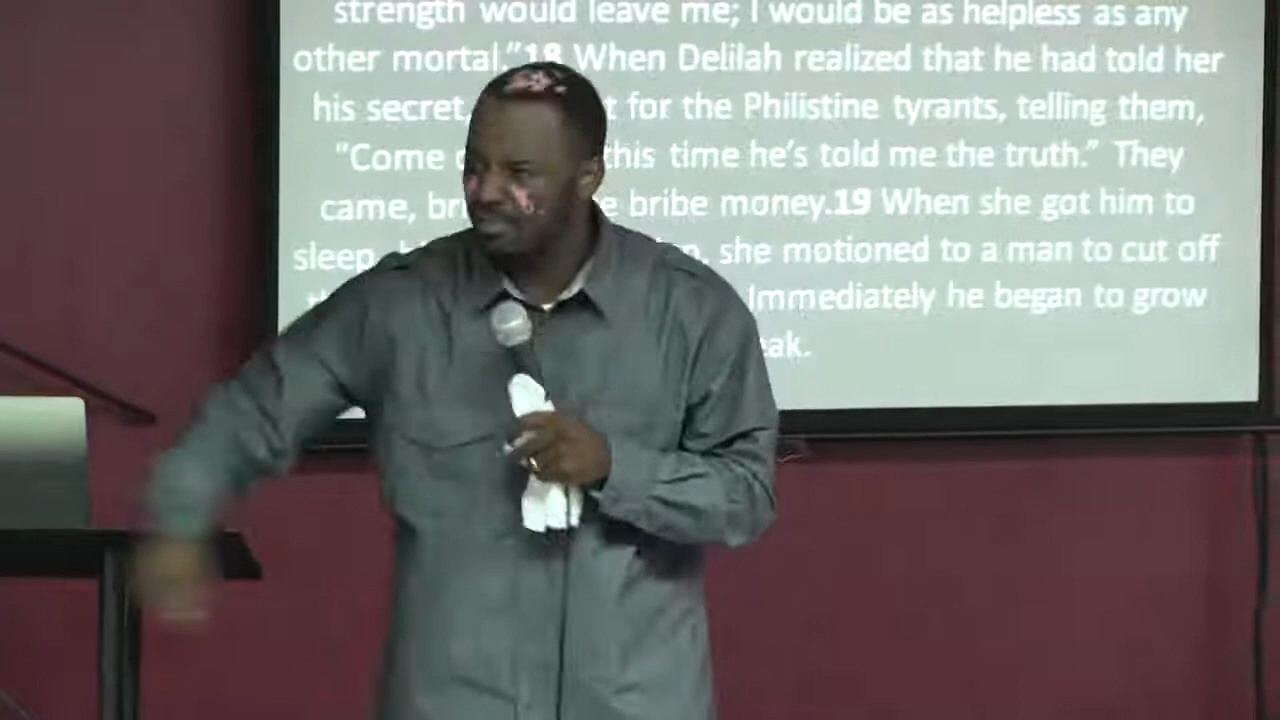 strength would leave me; I would be as helpless as any
other mortal.”18 When Delilah realized that he had told her
his secret, t for the Philistine tyrants, telling them,
“Come this time he’s told me the truth.” They
came, bri e bribe money.19 When she got him to
sleep, she motioned to a man to cut off
Immediately he began to grow
eak.